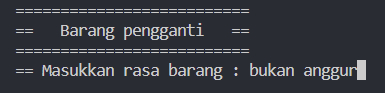 ==========================
==   Barang pengganti   ==
==========================
== Masukkan rasa barang : bukan anggur